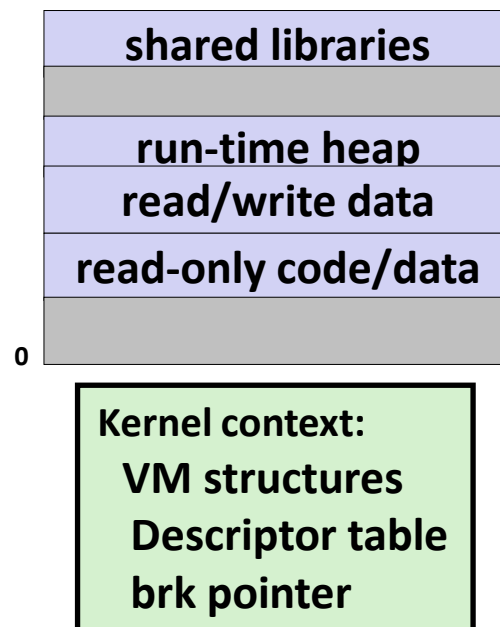 shared libraries
run-time heap
read/write data
read-only code/data
0
Kernel context:
VM structures
Descriptor table
brk pointer